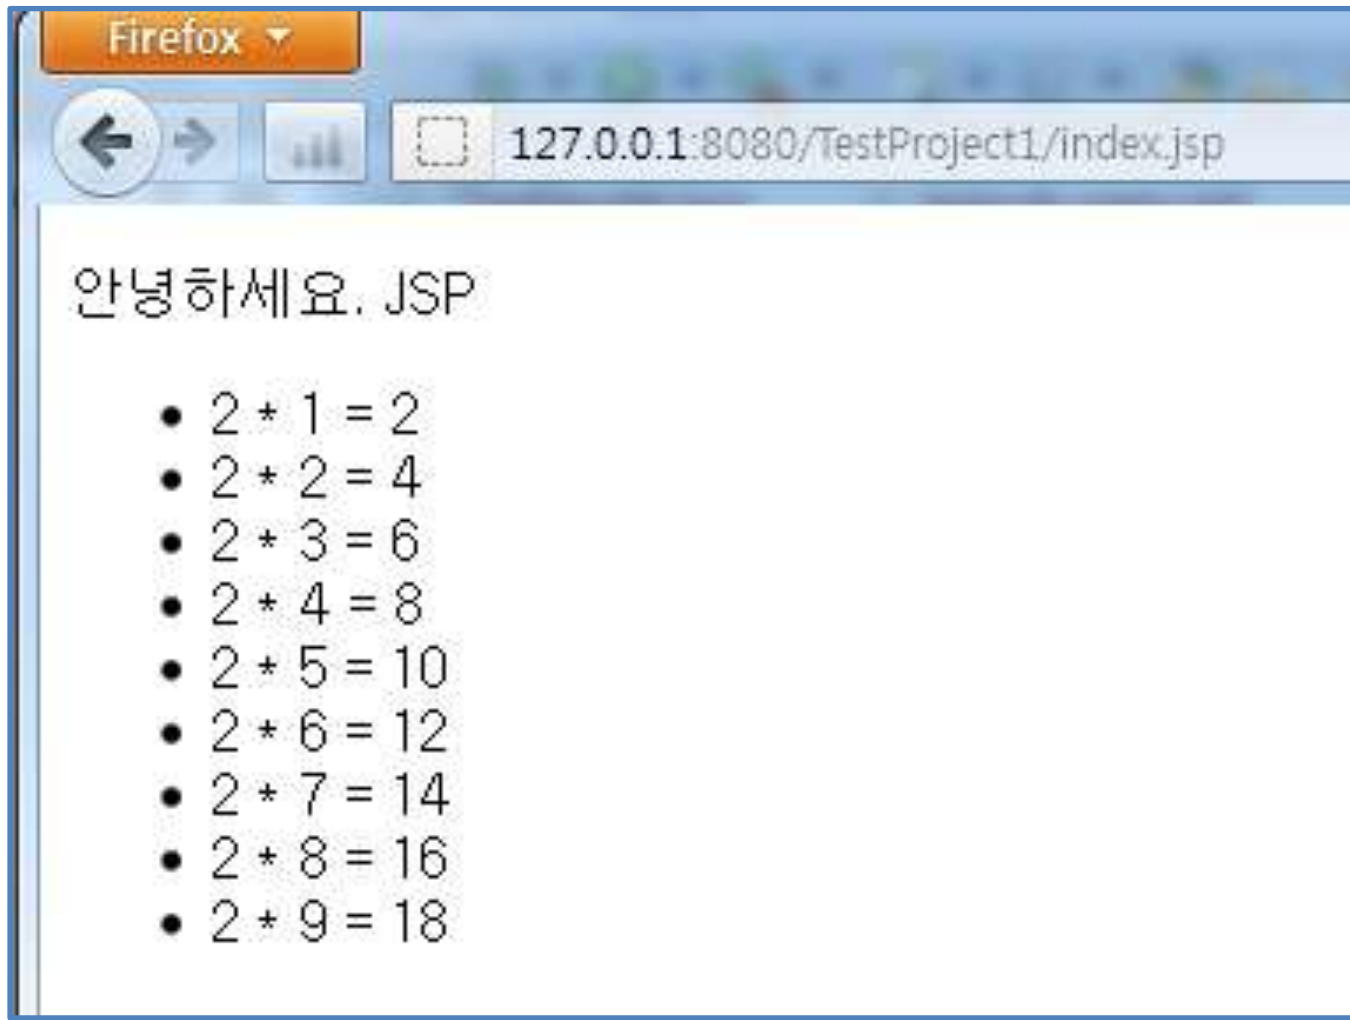 Firefox
127.0.0.1:8080/TestProject1/index.jsp
안녕하세요. JSP
• 2 * 1 = 2
• 2 * 2 = 4
• 2 * 3 = 6
• 2 * 4 = 8
• 2 * 5 = 10
• 2 * 6 = 12
• 2 * 7 = 14
• 2 * 8 = 16
• 2 * 9 = 18